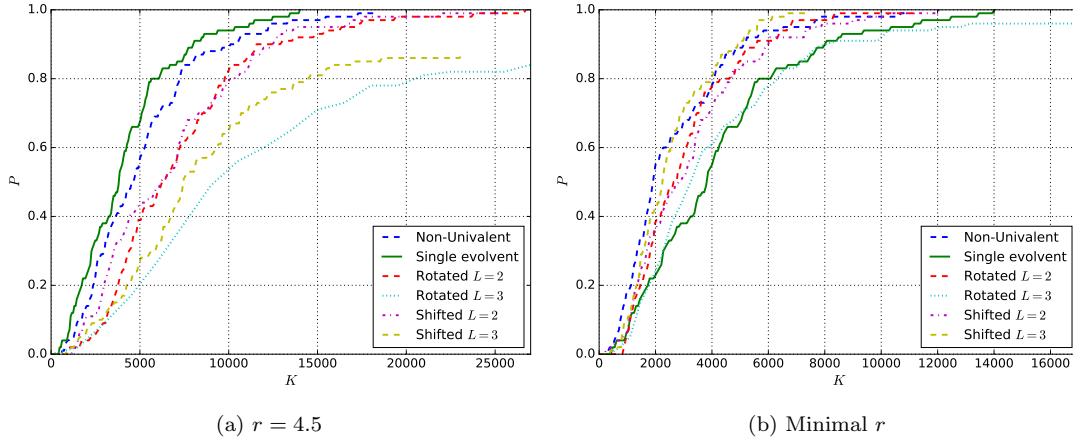 1.0
0.8
0.6
0.4
0.2
0.0
P
0
5000
10000
15000
20000
25000
K
Non-Univalent
Single evolvent
Rotated L = 2
Rotated L = 3
Shifted L = 2
Shifted L = 3
(a) r = 4.5
1.0
0.8
0.6
0.4
0.2
0.0
P
0
2000
4000
6000
8000
10000
12000
14000
16000
K
Non-Univalent
Single evolvent
Rotated L = 2
Rotated L = 3
Shifted L = 2
Shifted L = 3
(b) Minimal r